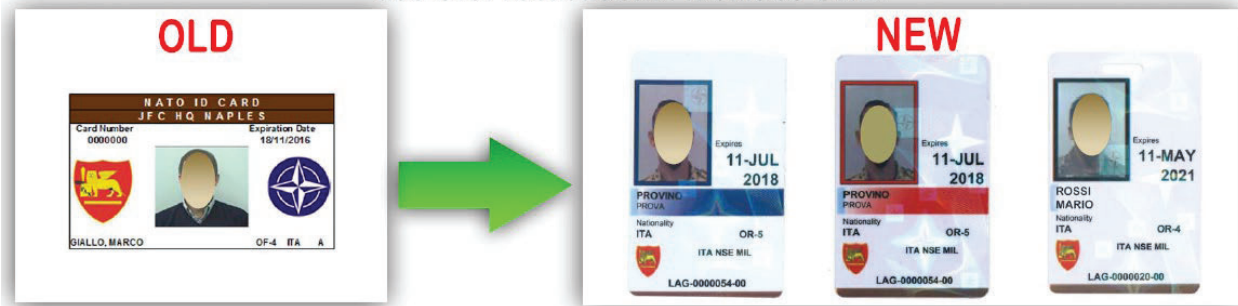 OLD
NATO ID CARD
JFC HQ NAPLES
Card Number
0000000
Expiration Date
18/11/2016
GIALLO, MARCO
OF-4 ITA A
NEW
Expires
11-JUL
2018
PROVINO
PROVA
Nationality
ITA
OR-5
ITA NSE MIL
LAG-0000054-00
Expires
11-JUL
2018
PROVINO
PROVA
Nationality
ITA
OR-5
ITA NSE MIL
LAG-0000054-00
Expires
11-MAY
2021
ROSSI
MARIO
Nationality
ITA
OR-4
ITA NSE MIL
LAG-0000020-00